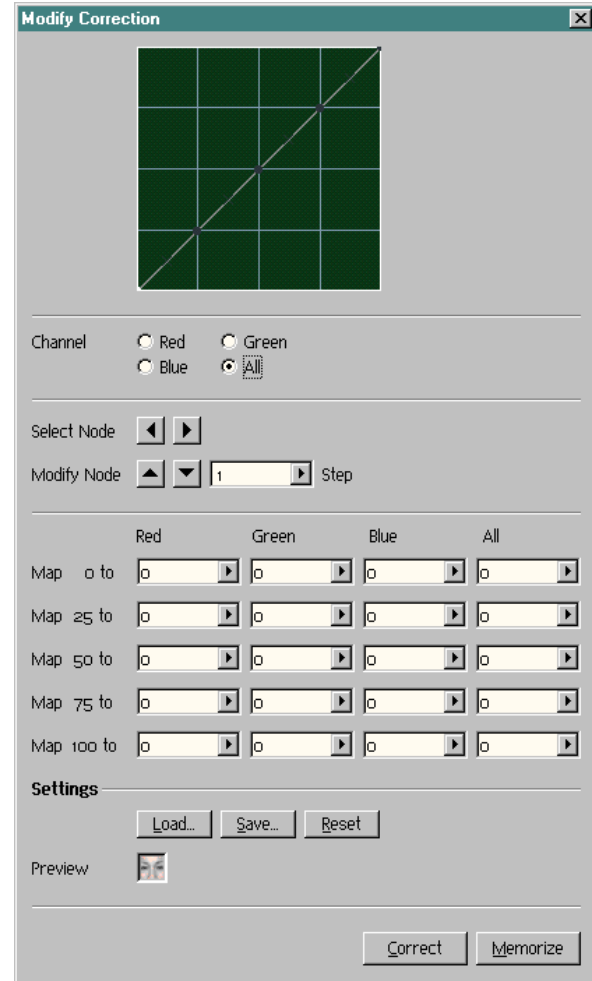 Modify Correction
Channel Red Green
Blue All
Select Node
Modify Node 1 Step
Red Green Blue All
Map 0 to 0 0 0 0
Map 25 to 0 0 0 0
Map 50 to 0 0 0 0
Map 75 to 0 0 0 0
Map 100 to 0 0 0 0
Settings
Load... Save... Reset
Preview
Correct Memorize